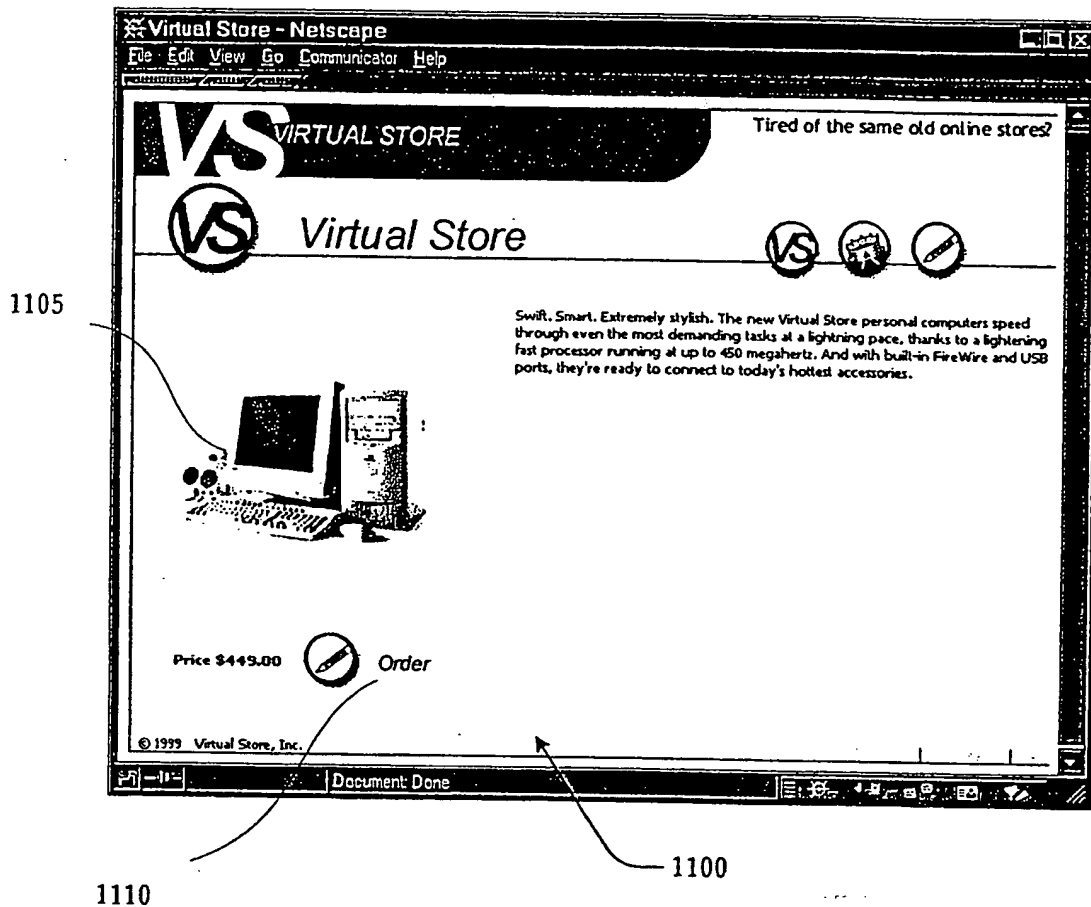 Virtual Store - Netscape
File Edit View Go Communicator Help
VS VIRTUAL STORE
Tired of the same old online stores?
VS Virtual Store
VS
1105
Swift. Smart. Extremely stylish. The new Virtual Store personal computers speed
through even the most demanding tasks at a lightning pace, thanks to a lightening
fast processor running at up to 450 megahertz. And with built-in FireWire and USB
ports, they're ready to connect to today's hottest accessories.
Price $449.00
Order
© 1999 Virtual Store, Inc.
Document: Done
1100
1110